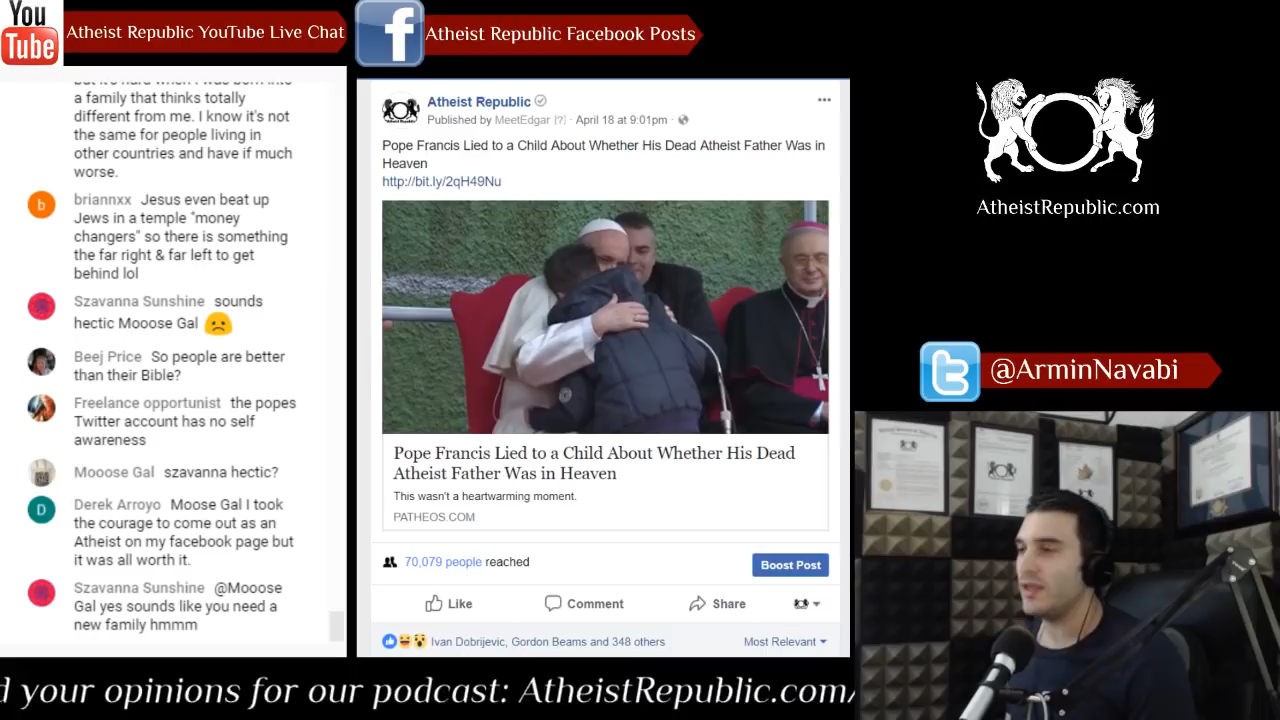 You
Tube
Atheist Republic YouTube Live Chat
Atheist Republic Facebook Posts
but it's hard when I was born into
a family that thinks totally
different from me. I know it's not
the same for people living in
other countries and have if much
worse.
b
briannxx Jesus even beat up
Jews in a temple "money
changers" so there is something
the far right & far left to get
behind lol
Szavanna Sunshine sounds
hectic Mooose Gal
Beej Price So people are better
than their Bible?
Freelance opportunist the popes
Twitter account has no self
awareness
Mooose Gal szavanna hectic?
D
Derek Arroyo Moose Gal I took
the courage to come out as an
Atheist on my facebook page but
it was all worth it.
Szavanna Sunshine @Mooose
Gal yes sounds like you need a
new family hmmm
Atheist Republic
Published by MeetEdgar [?] · April 18 at 9:01pm ·
Pope Francis Lied to a Child About Whether His Dead Atheist Father Was in
Heaven
http://bit.ly/2qH49Nu
Pope Francis Lied to a Child About Whether His Dead
Atheist Father Was in Heaven
This wasn't a heartwarming moment.
PATHEOS.COM
70,079 people reached
Boost Post
Like
Comment
Share
Ivan Dobrijevic, Gordon Beams and 348 others
Most Relevant
AtheistRepublic.com
@ArminNavabi
d your opinions for our podcast: AtheistRepublic.com/